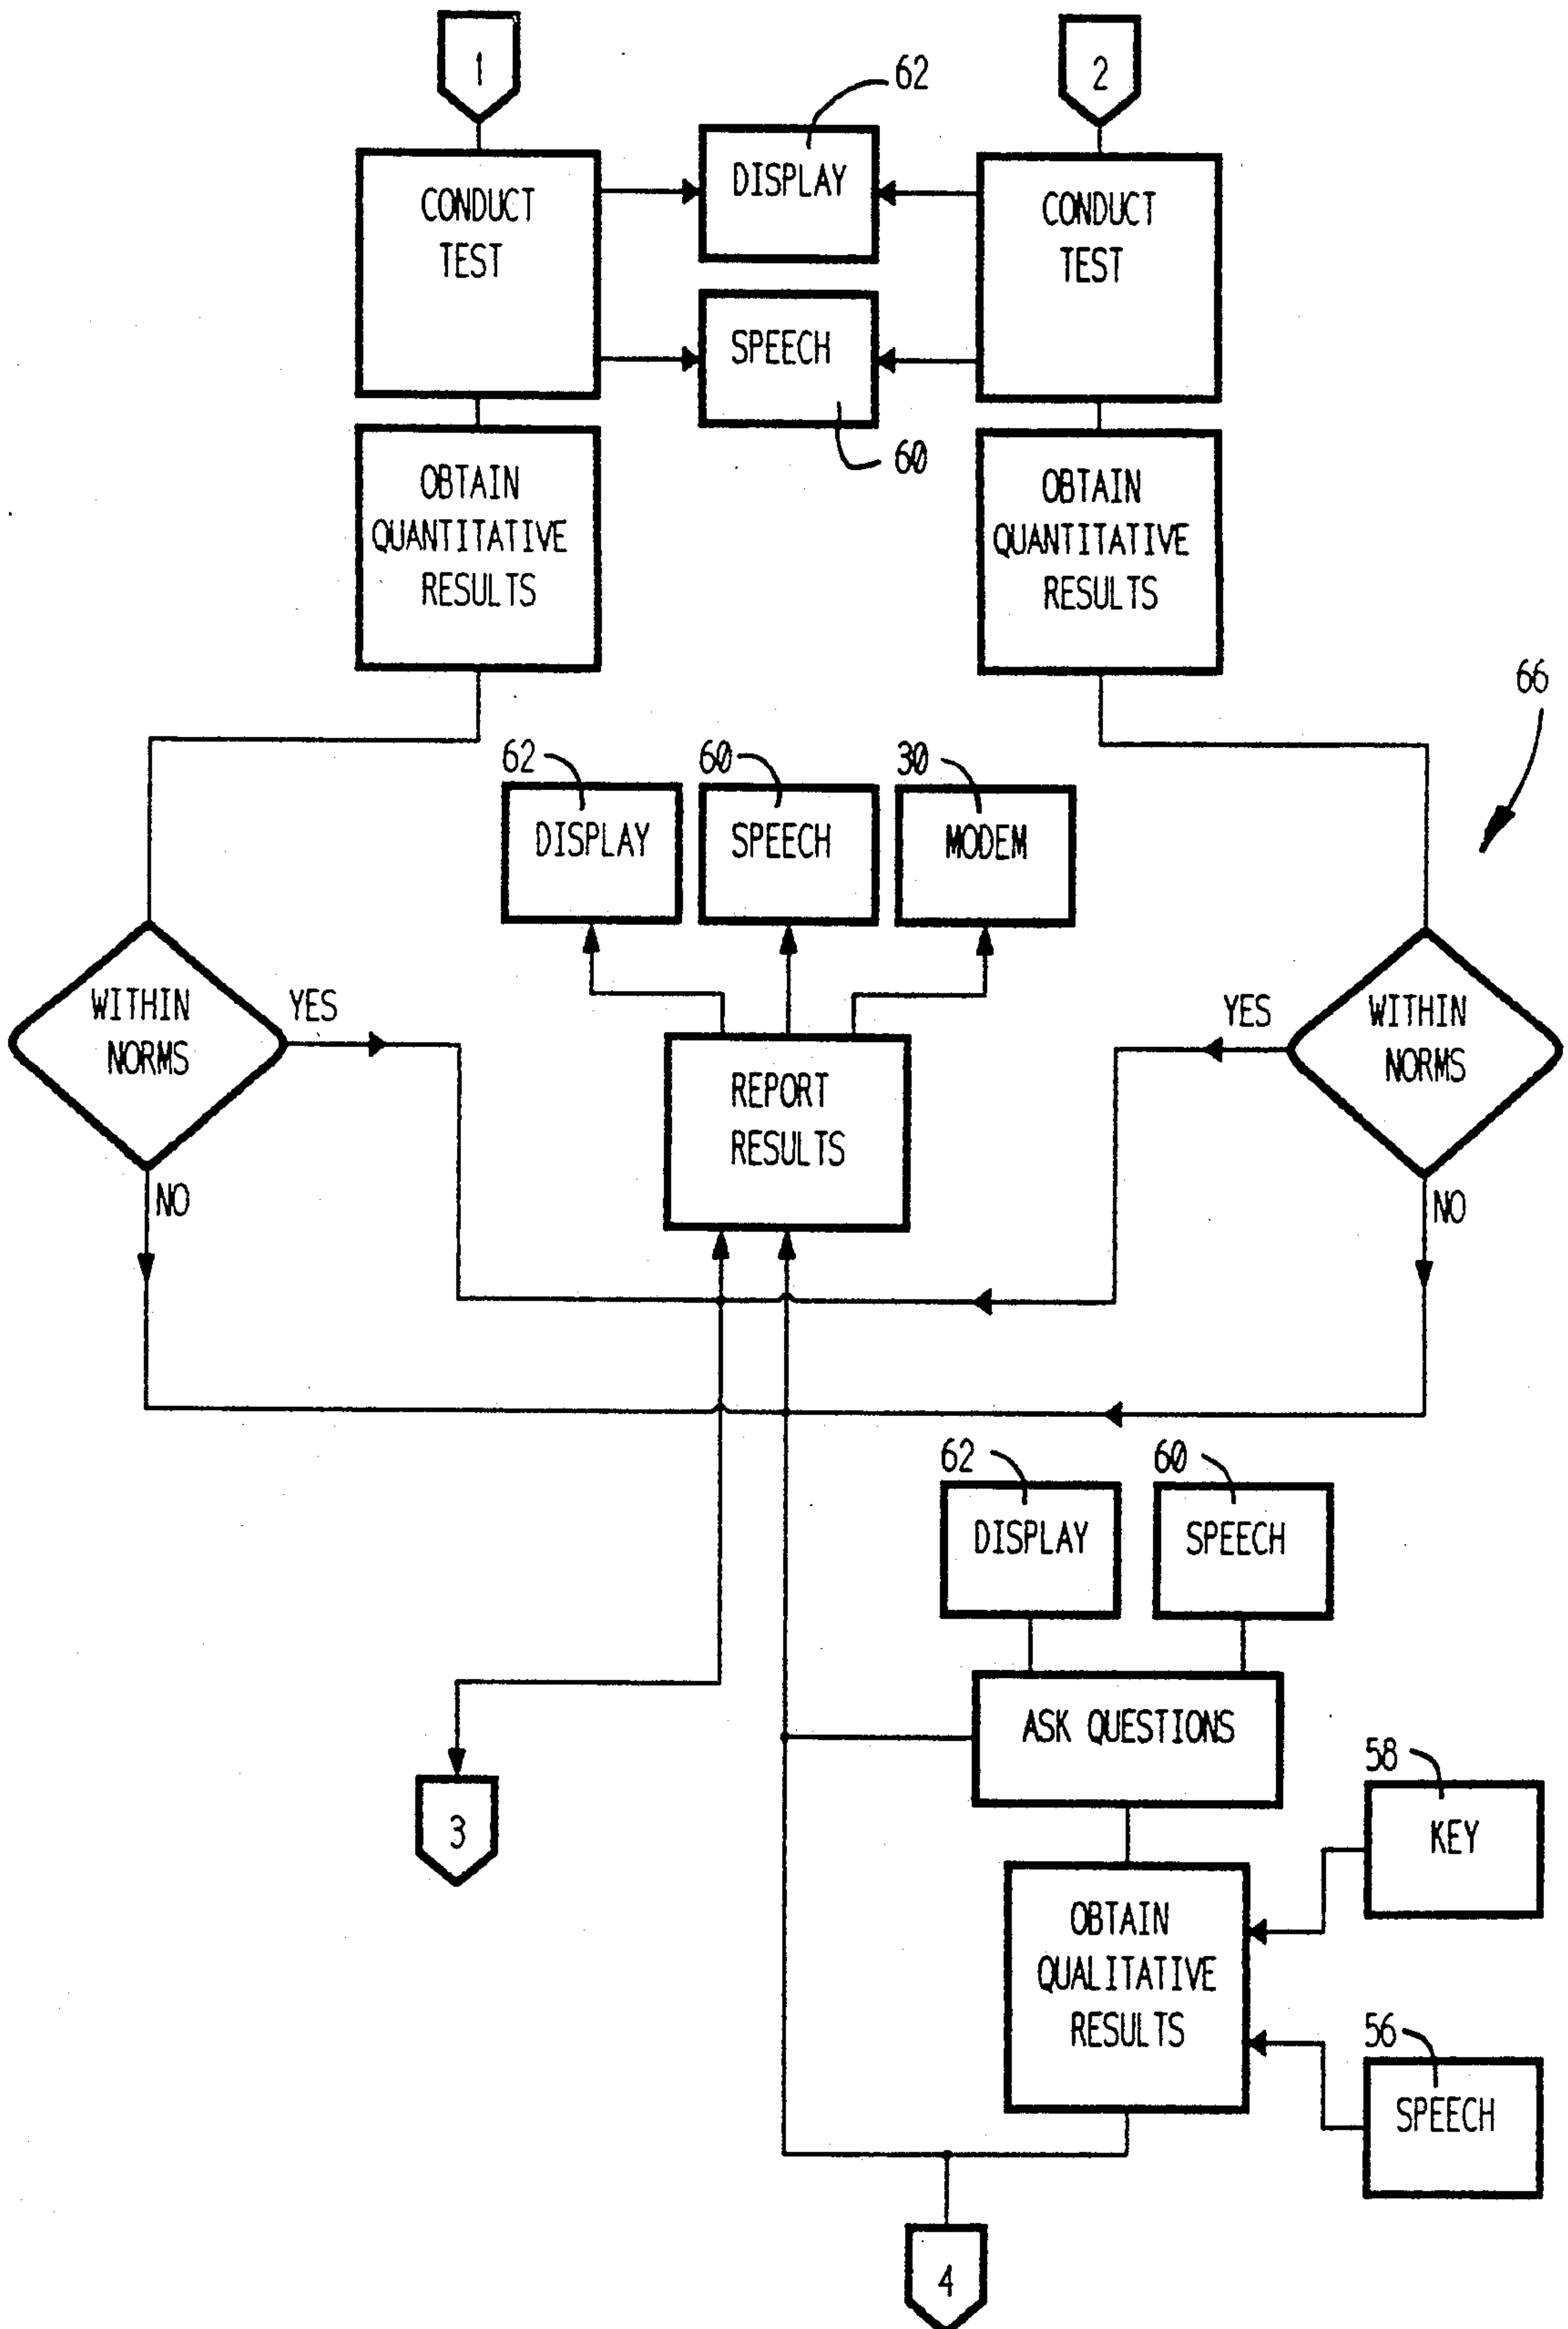 1
2
62
DISPLAY
CONDUCT
TEST
CONDUCT
TEST
SPEECH
60
OBTAIN
QUANTITATIVE
RESULTS
OBTAIN
QUANTITATIVE
RESULTS
66
62
60
30
DISPLAY
SPEECH
MODEM
WITHIN
NORMS
YES
NO
YES
WITHIN
NORMS
NO
REPORT
RESULTS
62
60
DISPLAY
SPEECH
ASK QUESTIONS
3
58
KEY
OBTAIN
QUALITATIVE
RESULTS
56
SPEECH
4